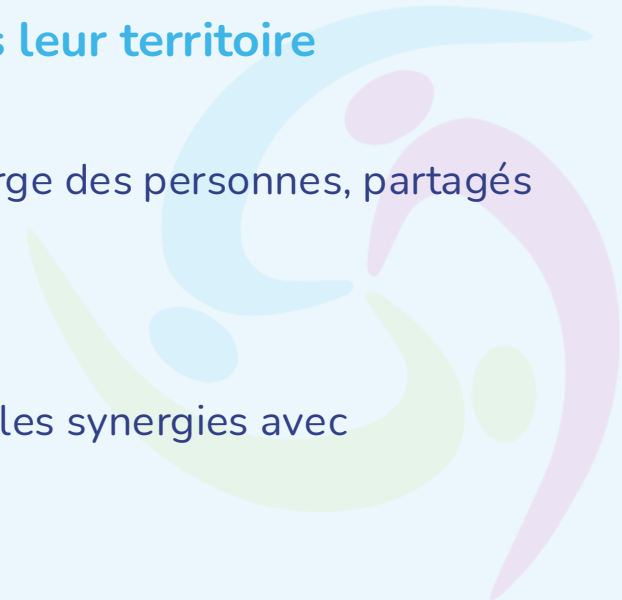 s leur territoire
rge des personnes, partagés
les synergies avec